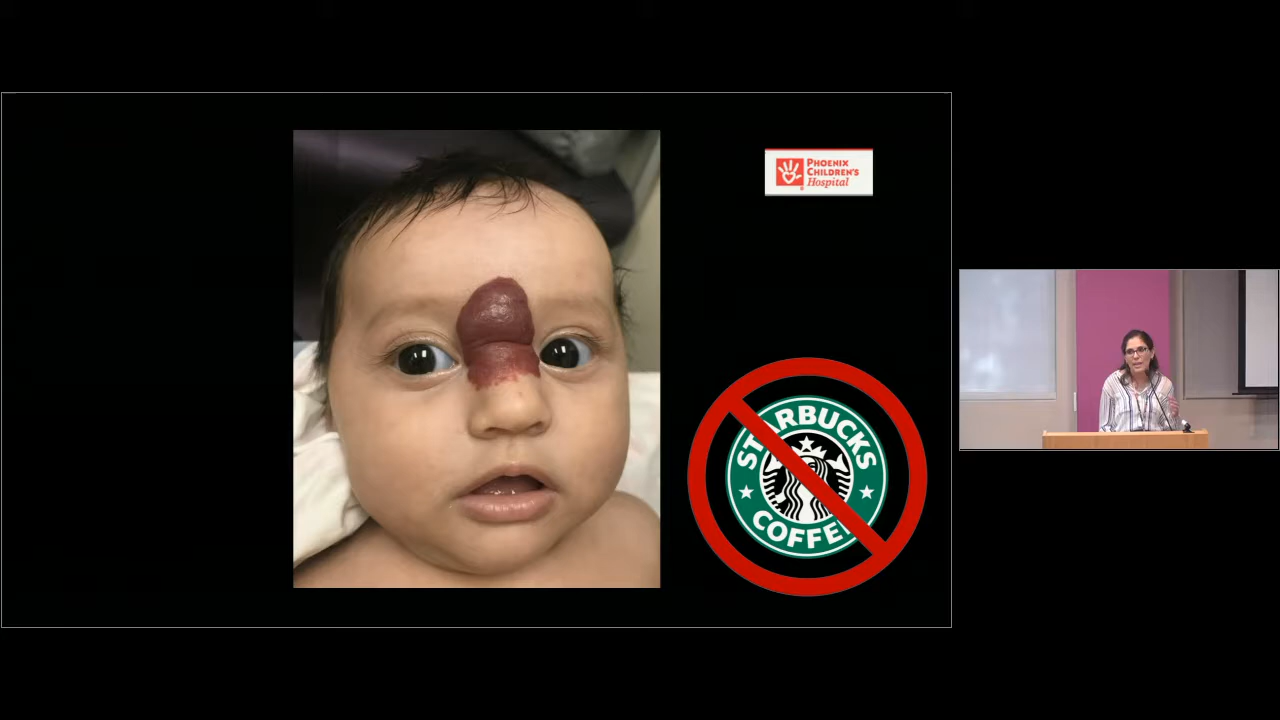 PHOENIX
CHILDREN'S
Hospital
STARBUCKS
COFFEE